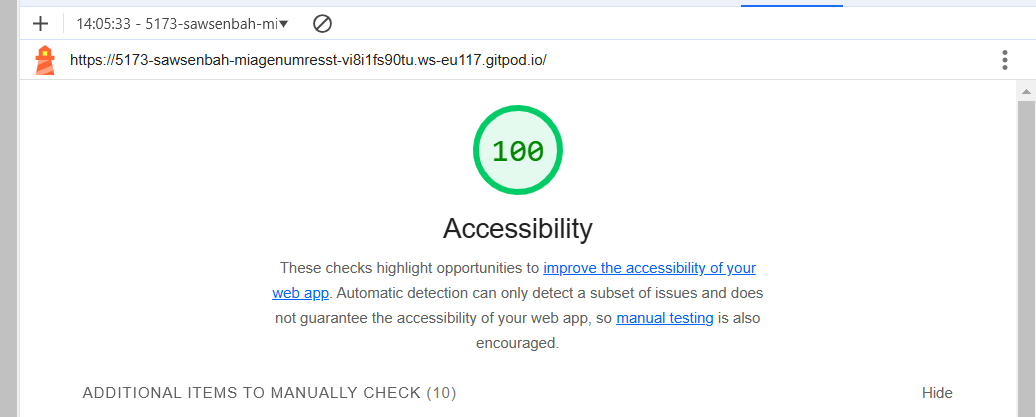 14:05:33 - 5173-sawsenbah-mi
https://5173-sawsenbah-miagenumresst-vi8i1fs90tu.ws-eu117.gitpod.io/
100
Accessibility
These checks highlight opportunities to improve the accessibility of your
web app. Automatic detection can only detect a subset of issues and does
not guarantee the accessibility of your web app, so manual testing is also
encouraged.
ADDITIONAL ITEMS TO MANUALLY CHECK (10) Hide